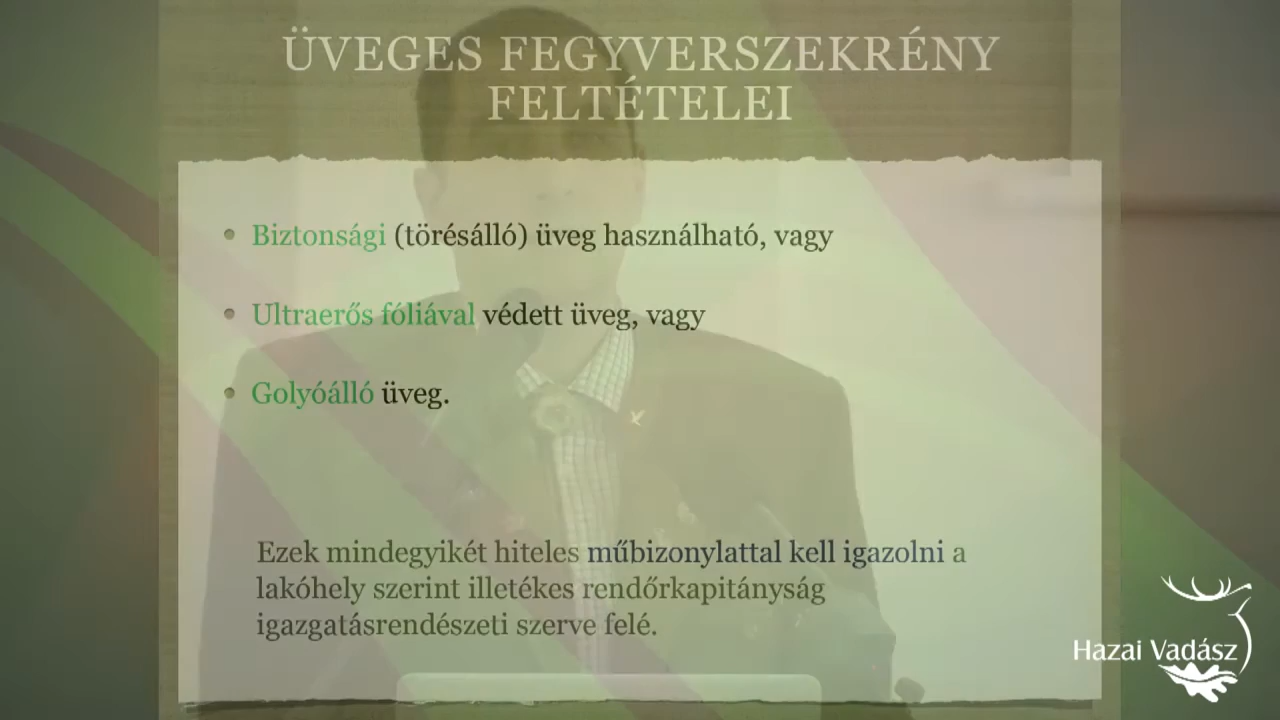 ÜVEGES FEGYVERSZEKRÉNY
FELTÉTELEI
• Biztonsági (törésálló) üveg használható, vagy
• Ultraerős fóliával védett üveg, vagy
• Golyóálló üveg.
Ezek mindegyikét hiteles műbizonylattal kell igazolni a
lakóhely szerint illetékes rendőrkapitányság
igazgatásrendészeti szerve felé.
Hazai Vadász